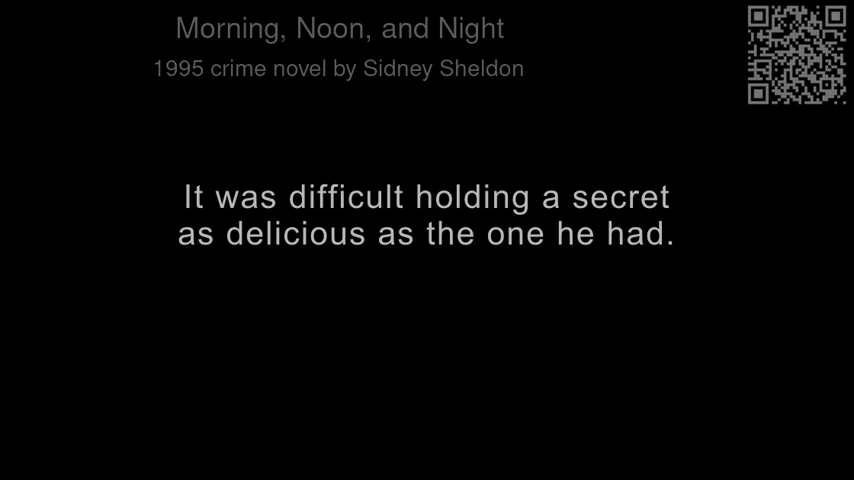 Morning, Noon, and Night
1995 crime novel by Sidney Sheldon
It was difficult holding a secret
as delicious as the one he had.